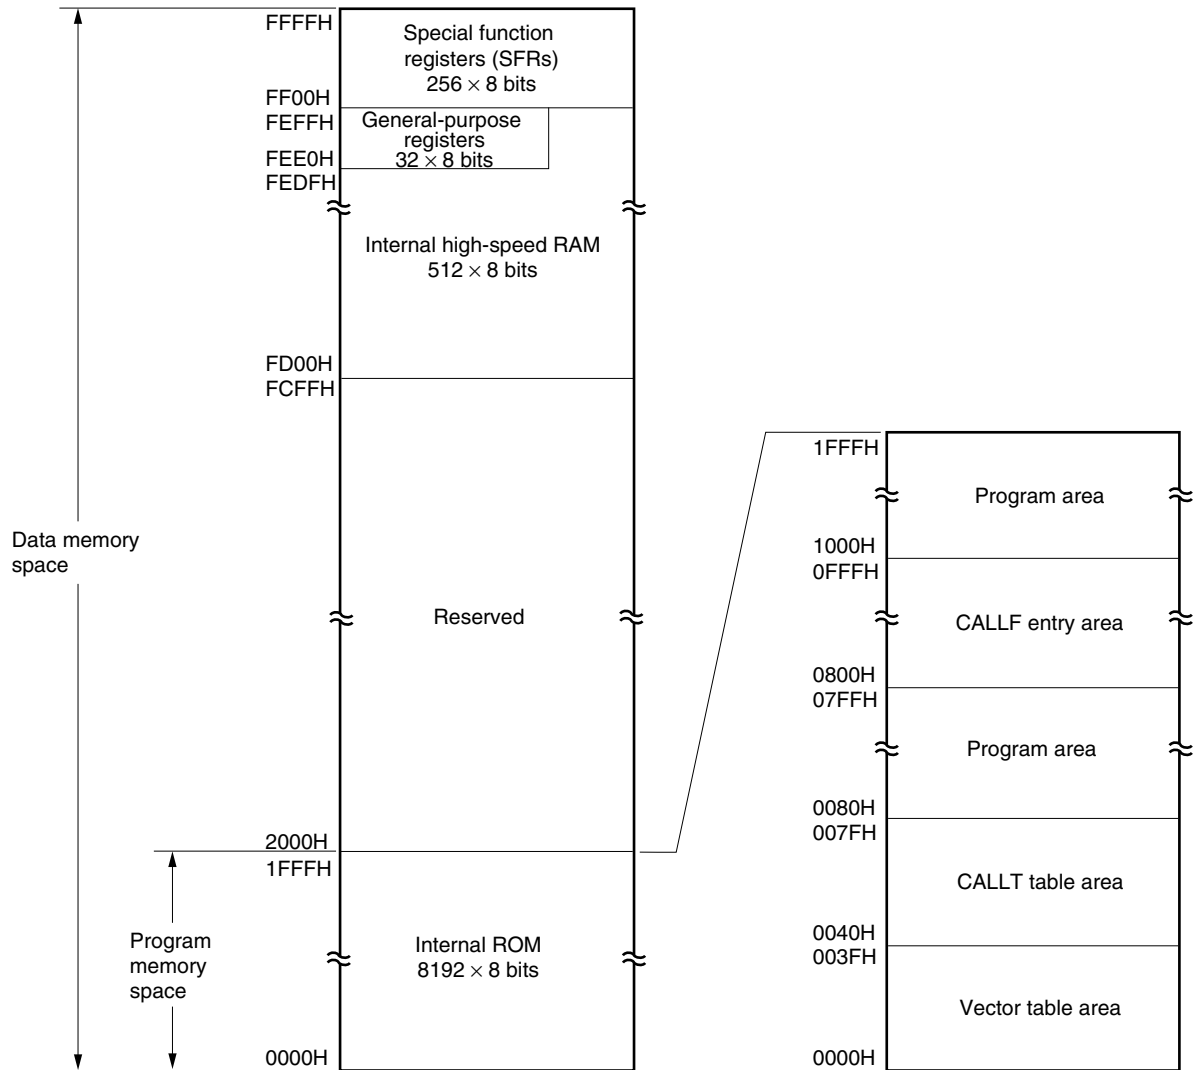 FFFFH
Special function
registers (SFRs)
256 × 8 bits
FF00H
FEFFH
General-purpose
registers
32 × 8 bits
FEE0H
FEDFH
Internal high-speed RAM
512 × 8 bits
FD00H
FCFFH
Data memory
space
Reserved
2000H
1FFFH
Program
memory
space
Internal ROM
8192 × 8 bits
0000H
1FFFH
Program area
1000H
0FFFH
CALLF entry area
0800H
07FFH
Program area
0080H
007FH
CALLT table area
0040H
003FH
Vector table area
0000H